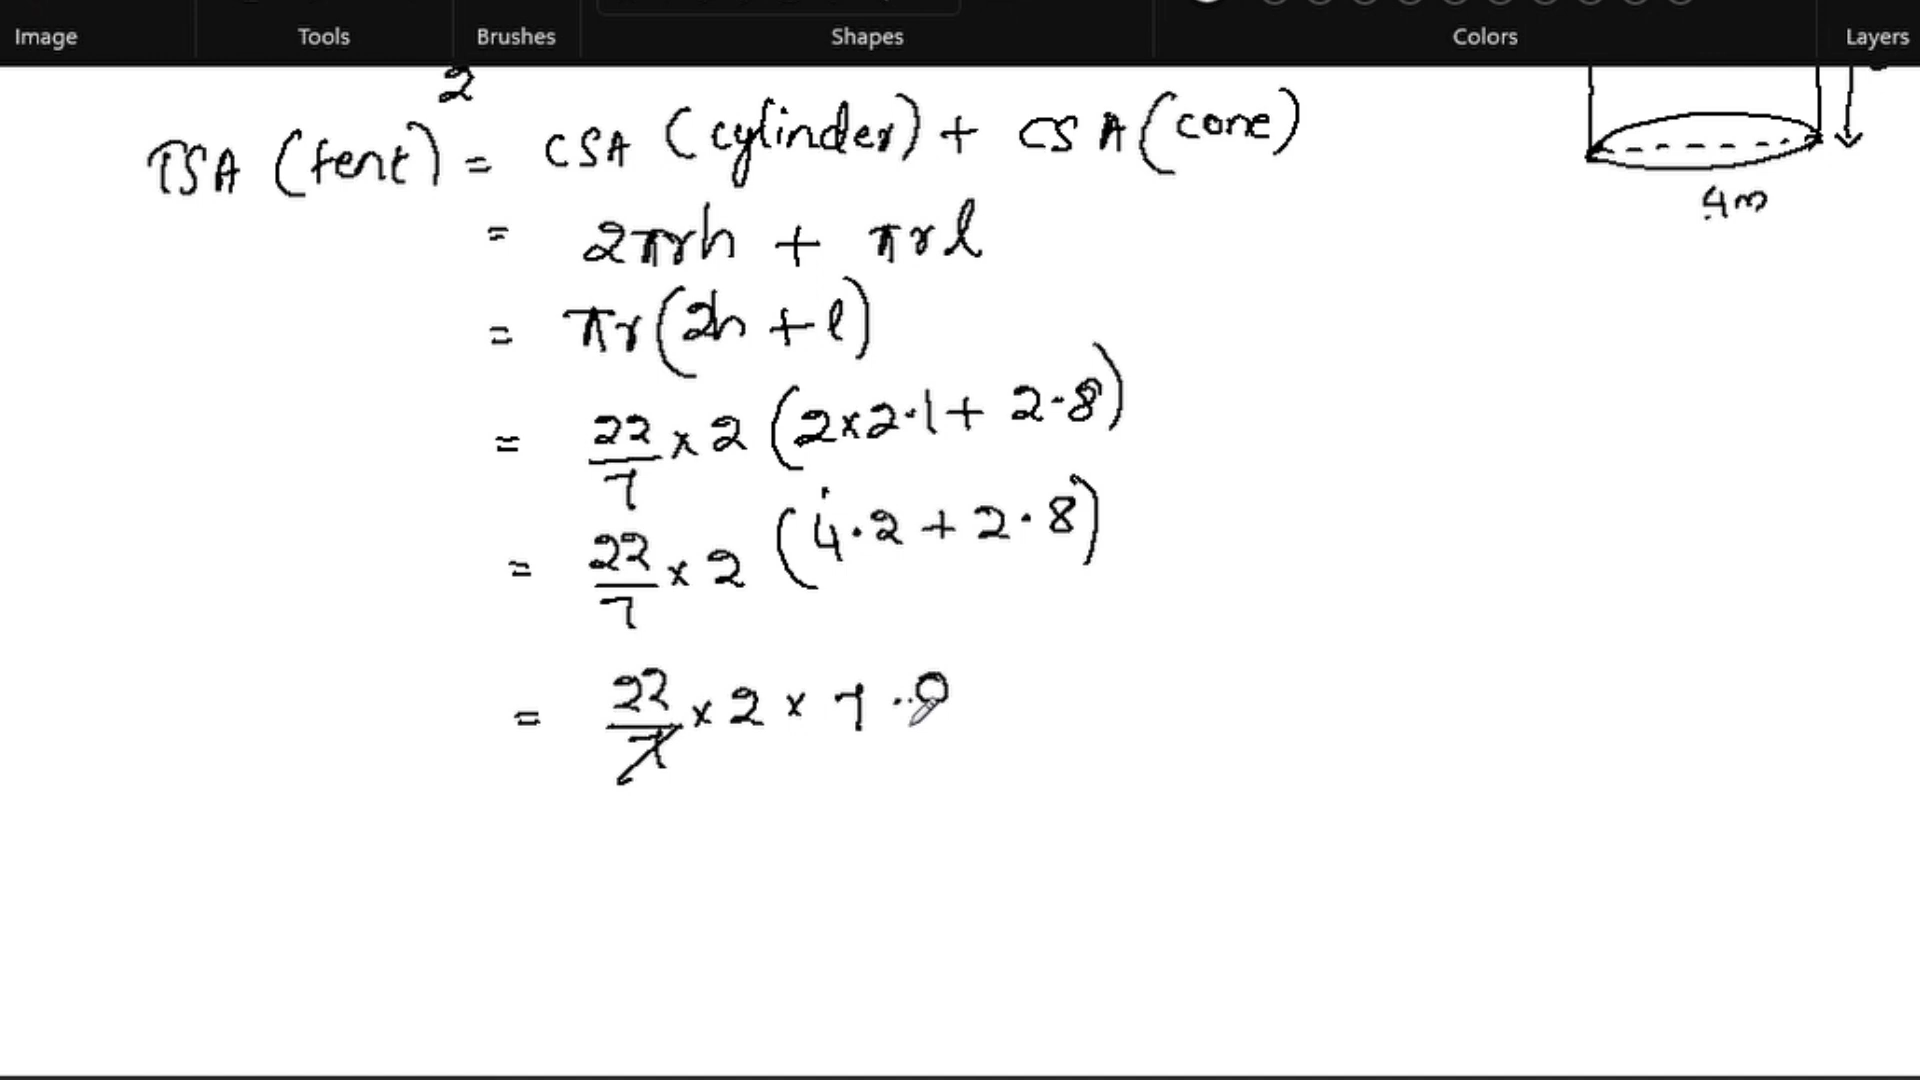 Image Tools Brushes Shapes Colors Layers
2
TSA (tent) = CSA (cylinder) + CSA (cone)
= 2πrh + πrl
4m
= πr(2h + l)
= 22/7 × 2 (2×2.1 + 2.8)
= 22/7 × 2 (4.2 + 2.8)
= 22/7 × 2 × 7.0